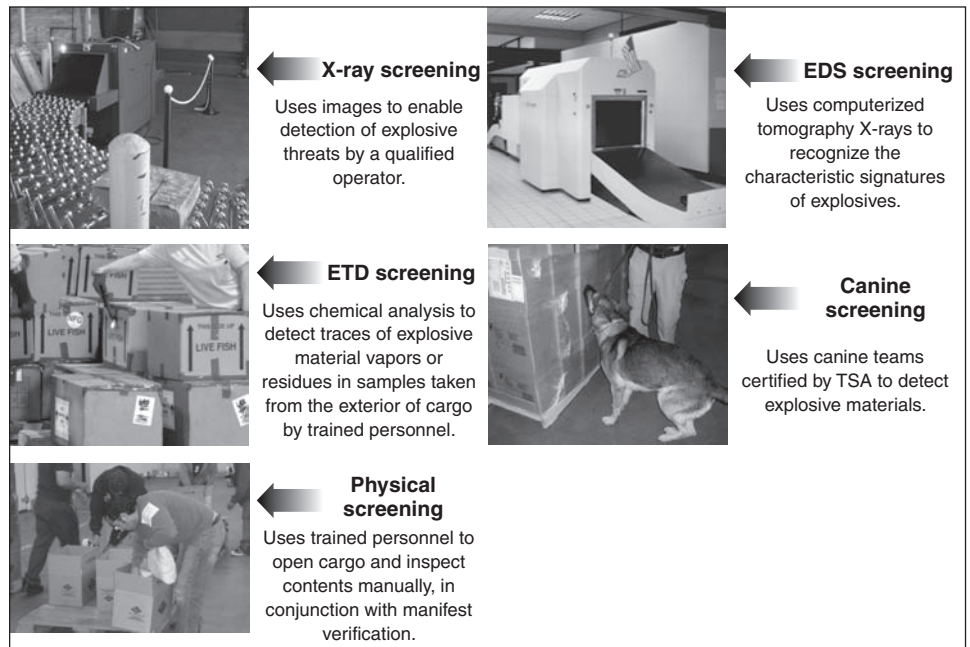 X-ray screening
Uses images to enable
detection of explosive
threats by a qualified
operator.
EDS screening
Uses computerized
tomography X-rays to
recognize the
characteristic signatures
of explosives.
ETD screening
Uses chemical analysis to
detect traces of explosive
material vapors or
residues in samples taken
from the exterior of cargo
by trained personnel.
Canine
screening
Uses canine teams
certified by TSA to detect
explosive materials.
Physical
screening
Uses trained personnel to
open cargo and inspect
contents manually, in
conjunction with manifest
verification.
NFC
LIVE FISH
THIS SIDE UP
LIVE FISH